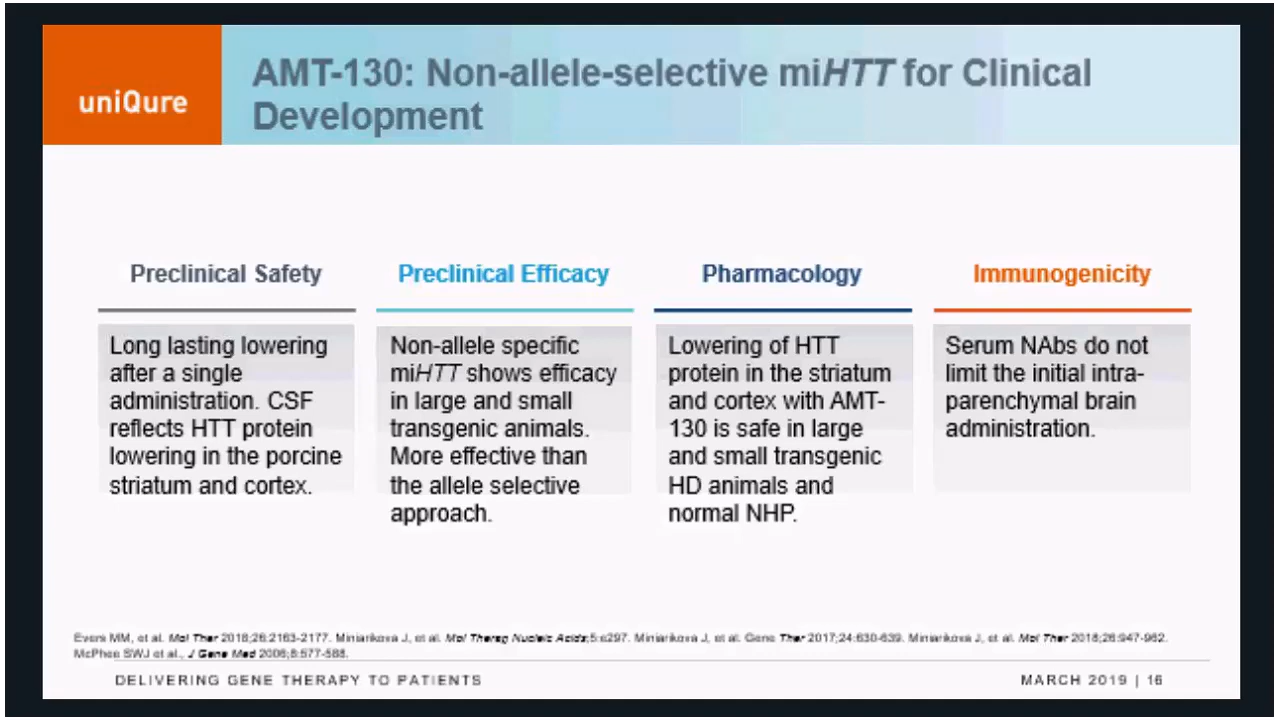 uniQure
AMT-130: Non-allele-selective miHTT for Clinical
Development
Preclinical Safety
Long lasting lowering
after a single
administration. CSF
reflects HTT protein
lowering in the porcine
striatum and cortex.
Preclinical Efficacy
Non-allele specific
miHTT shows efficacy
in large and small
transgenic animals.
More effective than
the allele selective
approach.
Pharmacology
Lowering of HTT
protein in the striatum
and cortex with AMT-
130 is safe in large
and small transgenic
HD animals and
normal NHP.
Immunogenicity
Serum NAbs do not
limit the initial intra-
parenchymal brain
administration.
Evers MM, et al. Mol Ther 2018;26:2163-2177. Miniarikova J, et al. Mol Therap Nucleic Acids;5:e297. Miniarikova J, et al. Gene Ther 2017;24:630-639. Miniarikova J, et al. Mol Ther 2018;26:947-962.
McPhee SWJ et al., J Gene Med 2006;8:577-588.
DELIVERING GENE THERAPY TO PATIENTS
MARCH 2019 | 16